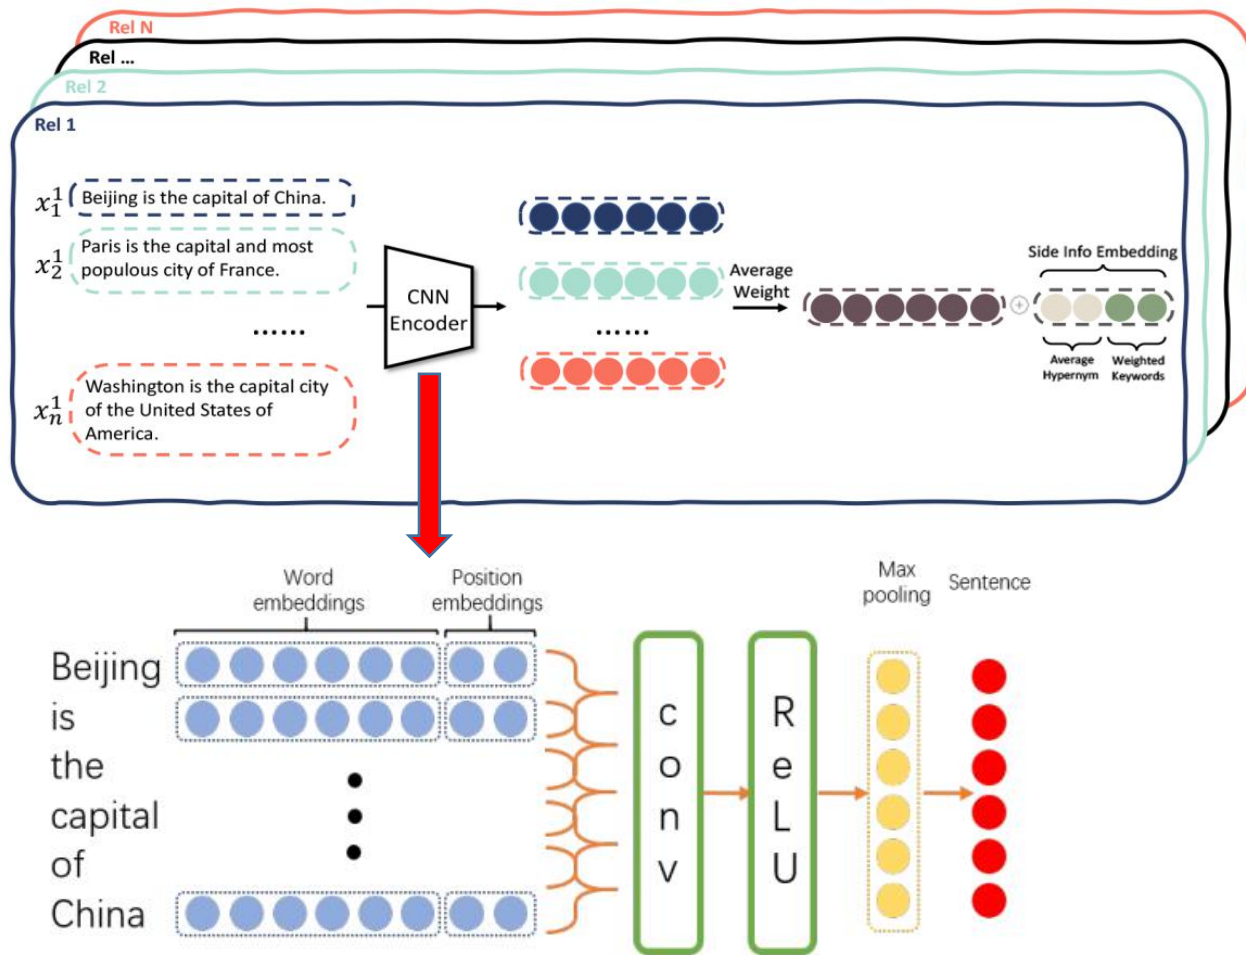 Rel N
Rel ...
Rel 2
Rel 1
x₁¹ Beijing is the capital of China.
x₂¹ Paris is the capital and most
populous city of France.
......
xₙ¹ Washington is the capital city
of the United States of
America.
CNN
Encoder
......
Average
Weight
Side Info Embedding
Average
Hypernym
Weighted
Keywords
Word
embeddings
Position
embeddings
Max
pooling
Sentence
Beijing
is
the
capital
of
China
conv
ReLU